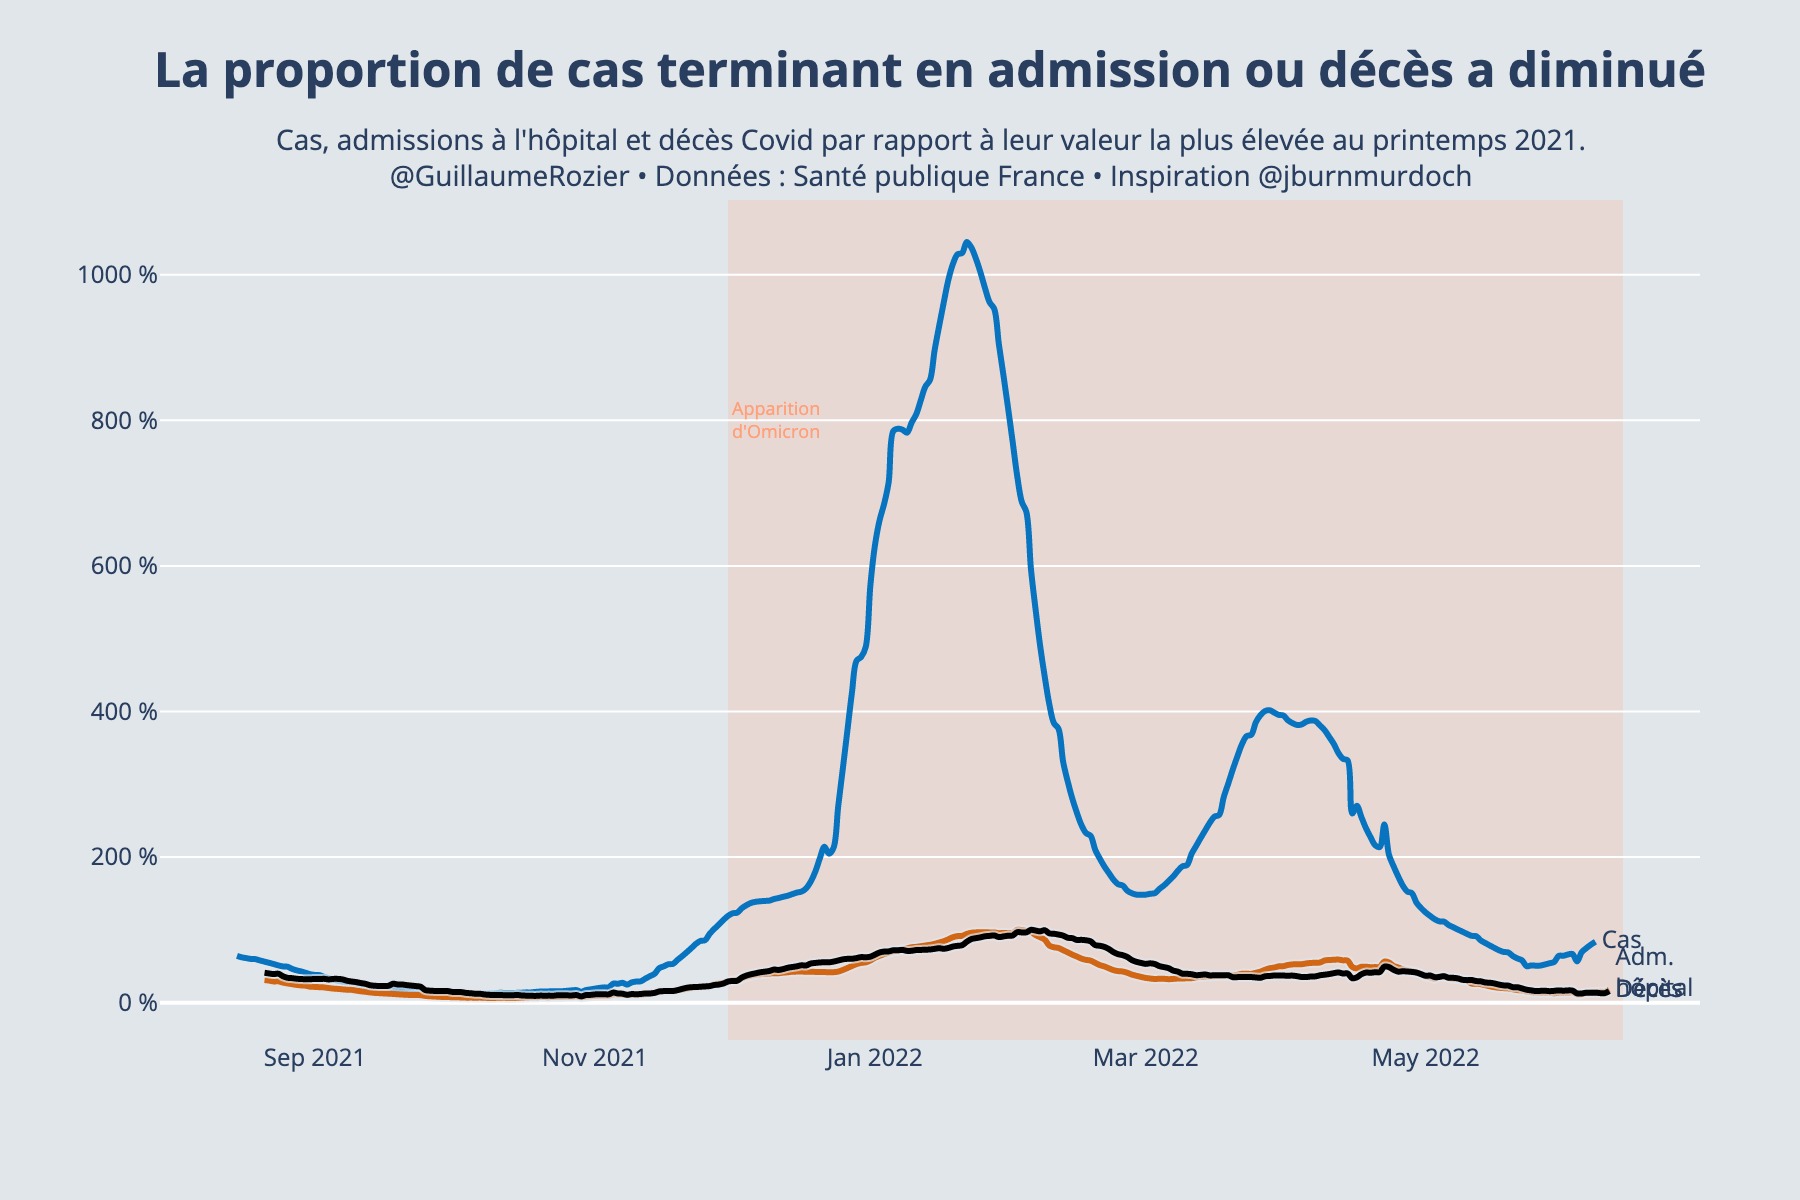 La proportion de cas terminant en admission ou décès a diminué
Cas, admissions à l'hôpital et décès Covid par rapport à leur valeur la plus élevée au printemps 2021.
@GuillaumeRozier • Données : Santé publique France • Inspiration @jburnmurdoch
1000 %
800 %
600 %
400 %
200 %
0 %
Apparition
d'Omicron
Cas
Adm.
hôpital
Décès
Sep 2021
Nov 2021
Jan 2022
Mar 2022
May 2022